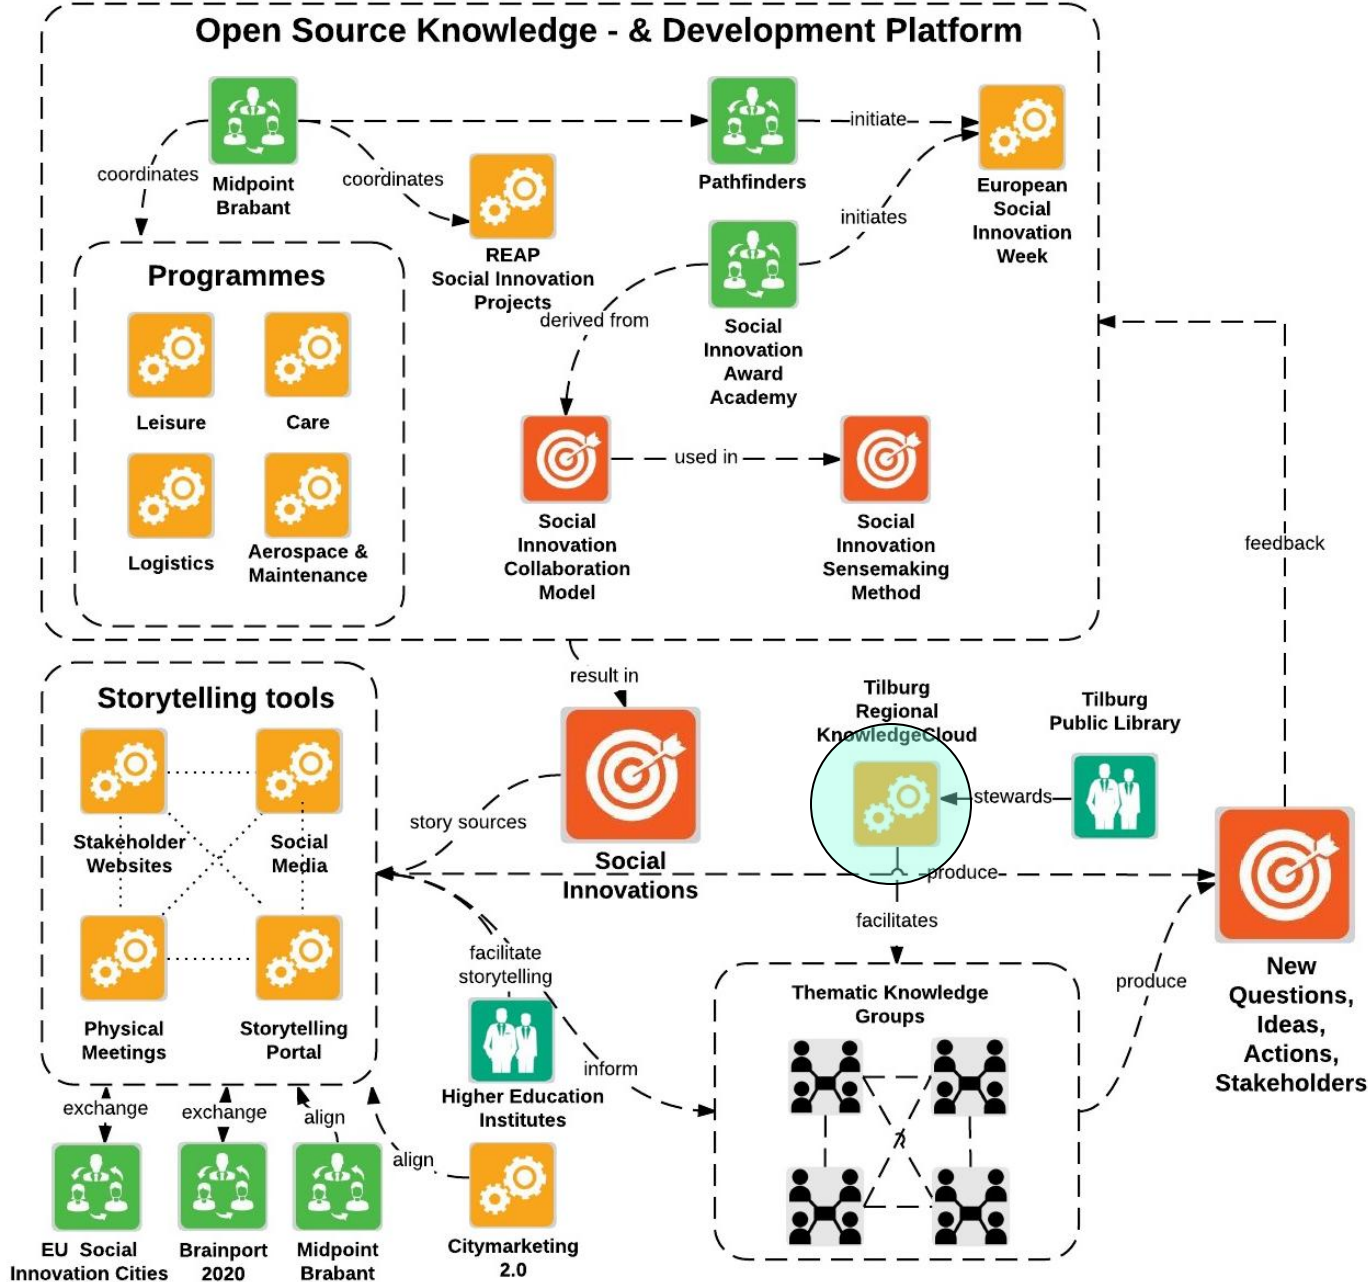 Open Source Knowledge - & Development Platform
Midpoint
Brabant
coordinates
coordinates
REAP
Social Innovation
Projects
Pathfinders
initiate
European
Social
Innovation
Week
initiates
Social
Innovation
Award
Academy
derived from
Programmes
Leisure
Care
Logistics
Aerospace &
Maintenance
Social
Innovation
Collaboration
Model
used in
Social
Innovation
Sensemaking
Method
feedback
result in
Storytelling tools
Stakeholder
Websites
Social
Media
Physical
Meetings
Storytelling
Portal
story sources
Social
Innovations
Tilburg
Regional
KnowledgeCloud
Tilburg
Public Library
stewards
produce
facilitates
facilitate
storytelling
Higher Education
Institutes
inform
Thematic Knowledge
Groups
produce
New
Questions,
Ideas,
Actions,
Stakeholders
exchange
exchange
align
align
EU Social
Innovation Cities
Brainport
2020
Midpoint
Brabant
Citymarketing
2.0